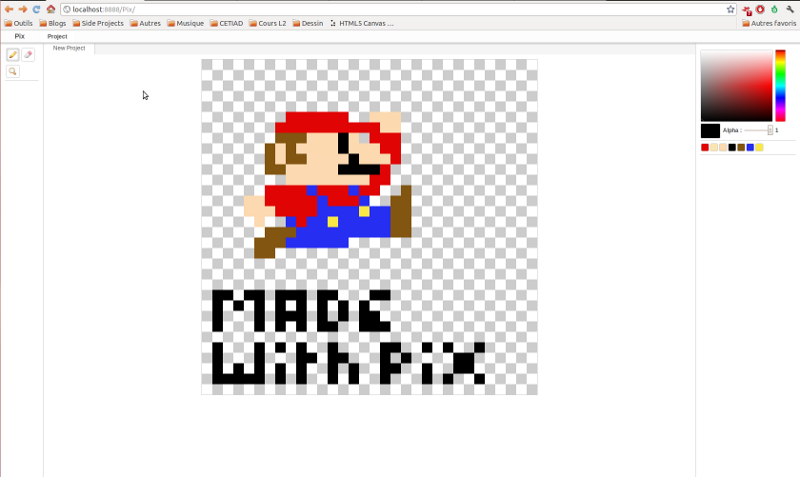 localhost:8888/Pix/
Outils Blogs Side Projects Autres Musique CETIAD Cours L2 Dessin HTML5 Canvas ... Autres favoris
Pix Project
New Project
Alpha : 1
MADE
With PiX